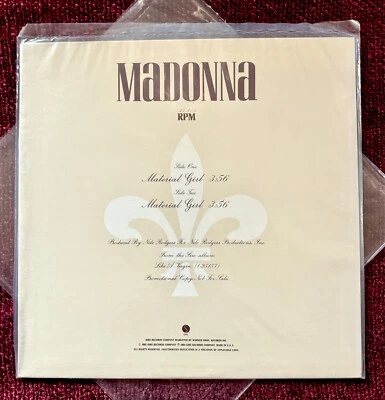 MADONNA
RPM
Side One
Material Girl 3:56
Side Two
Material Girl 3:56
Produced By Nile Rodgers For Nile Rodgers Productions, Inc.
From the Sire album
Like A Virgin (1-25157)
Promotional Copy Not For Sale